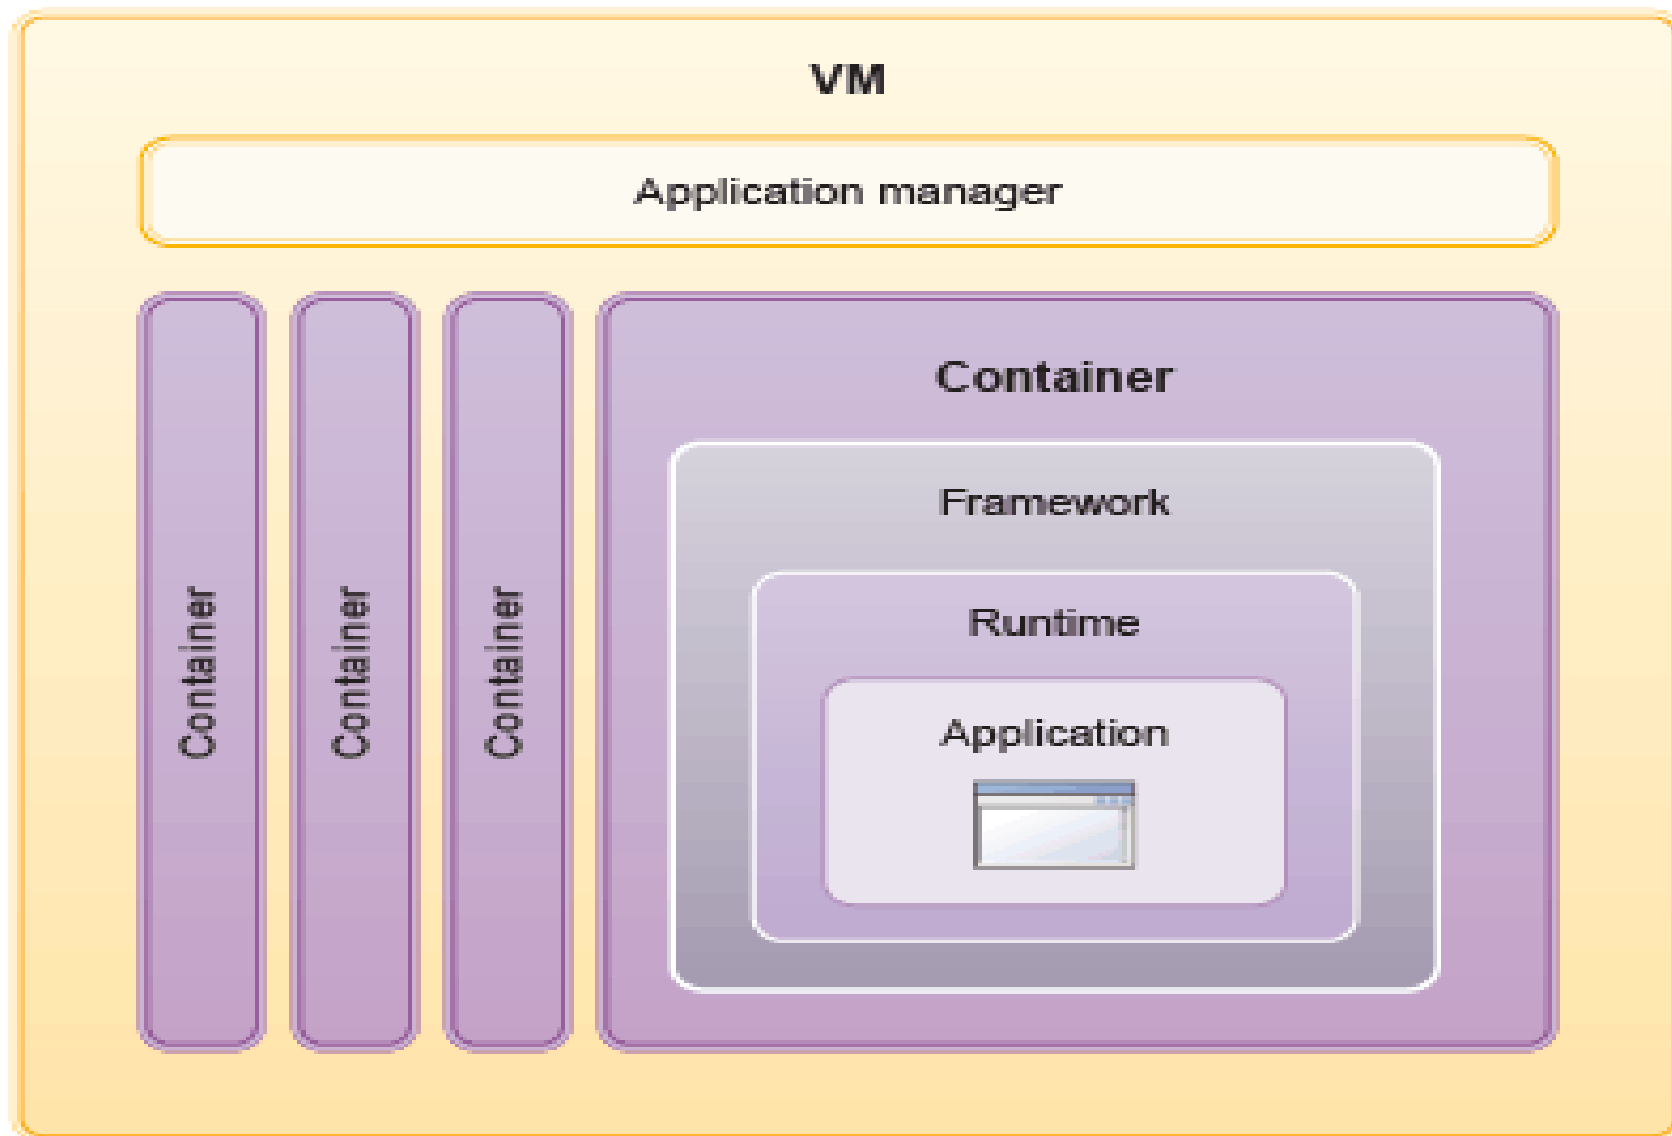 VM
Application manager
Container
Container
Container
Container
Framework
Runtime
Application